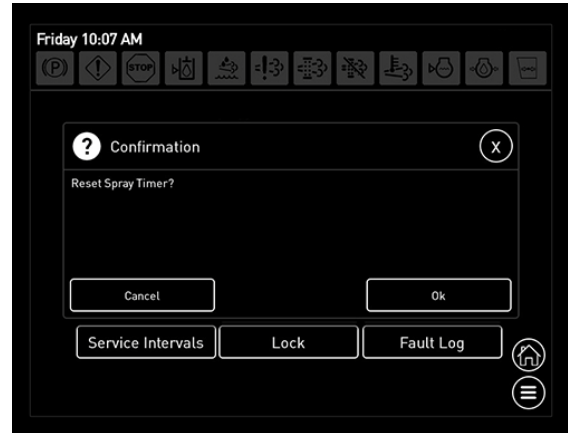 Friday 10:07 AM
(P)
STOP
? Confirmation X
Reset Spray Timer?
Cancel Ok
Service Intervals Lock Fault Log